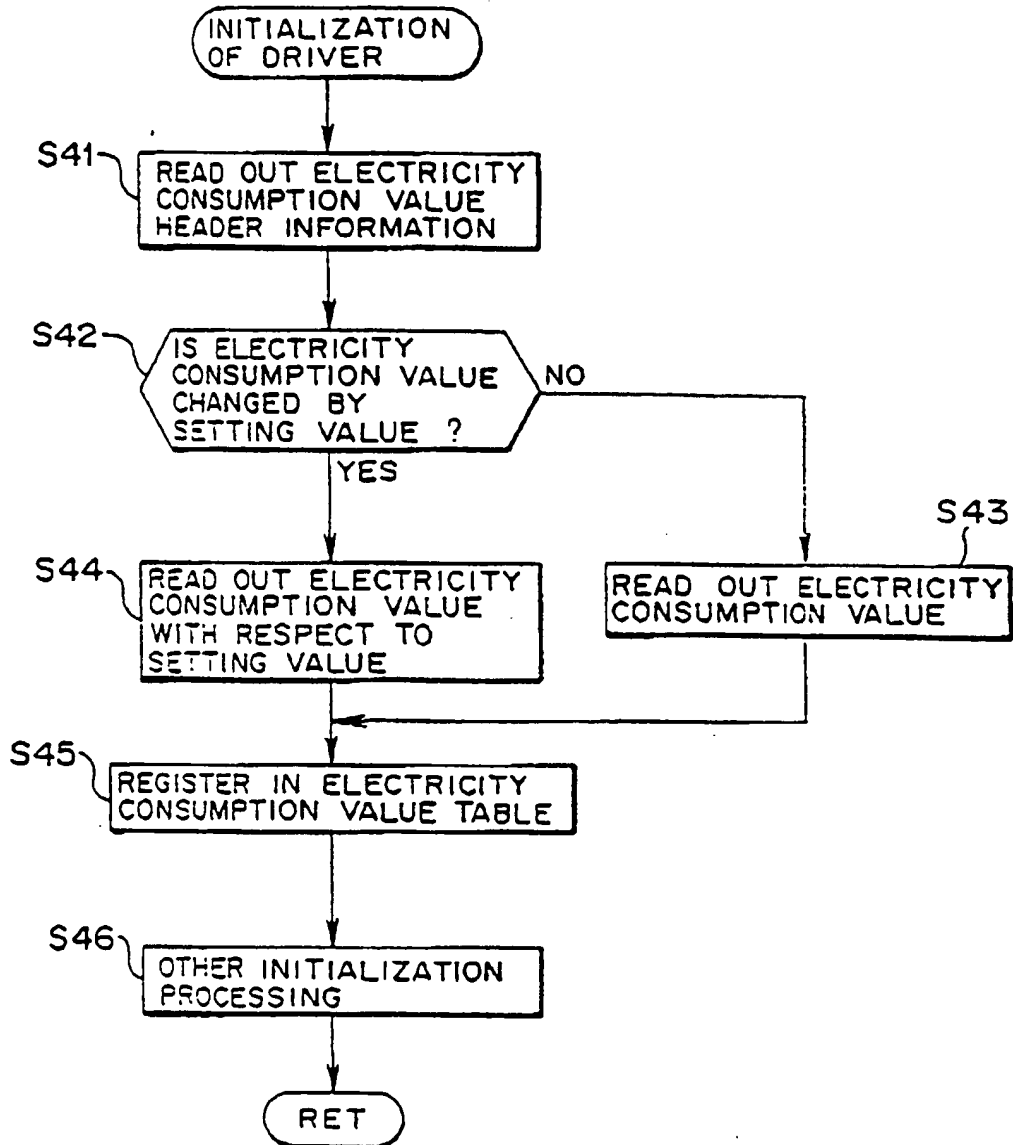 INITIALIZATION
OF DRIVER
S41
READ OUT ELECTRICITY
CONSUMPTION VALUE
HEADER INFORMATION
S42
IS ELECTRICITY
CONSUMPTION VALUE
CHANGED BY
SETTING VALUE ?
NO
YES
S43
READ OUT ELECTRICITY
CONSUMPTION VALUE
S44
READ OUT ELECTRICITY
CONSUMPTION VALUE
WITH RESPECT TO
SETTING VALUE
S45
REGISTER IN ELECTRICITY
CONSUMPTION VALUE TABLE
S46
OTHER INITIALIZATION
PROCESSING
RET